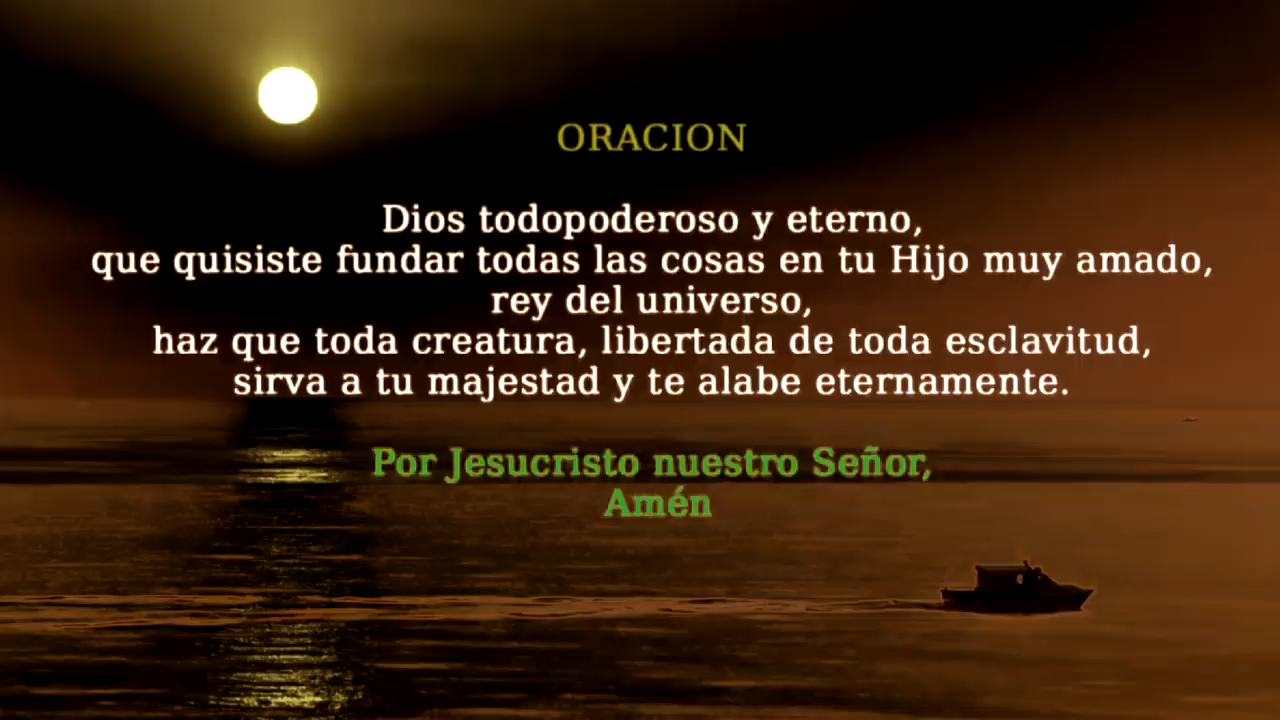 ORACION
Dios todopoderoso y eterno,
que quisiste fundar todas las cosas en tu Hijo muy amado,
rey del universo,
haz que toda creatura, libertada de toda esclavitud,
sirva a tu majestad y te alabe eternamente.
Por Jesucristo nuestro Señor,
Amén